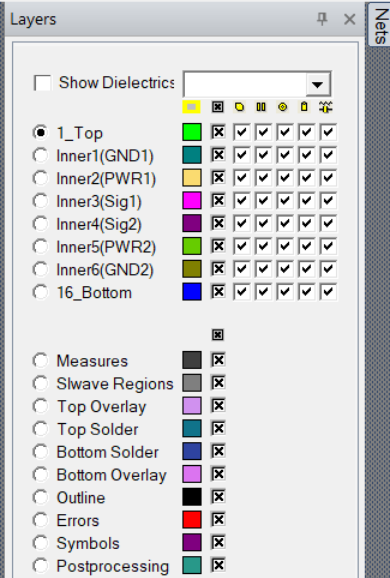 Layers
Nets
Show Dielectrics
1_Top
Inner1(GND1)
Inner2(PWR1)
Inner3(Sig1)
Inner4(Sig2)
Inner5(PWR2)
Inner6(GND2)
16_Bottom
Measures
SIwave Regions
Top Overlay
Top Solder
Bottom Solder
Bottom Overlay
Outline
Errors
Symbols
Postprocessing